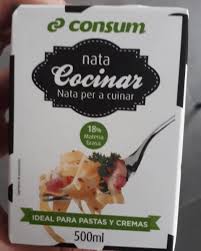 consum
nata
Cocinar
Nata per a cuinar
18%
Materia
Grasa
IDEAL PARA PASTAS Y CREMAS
500ml